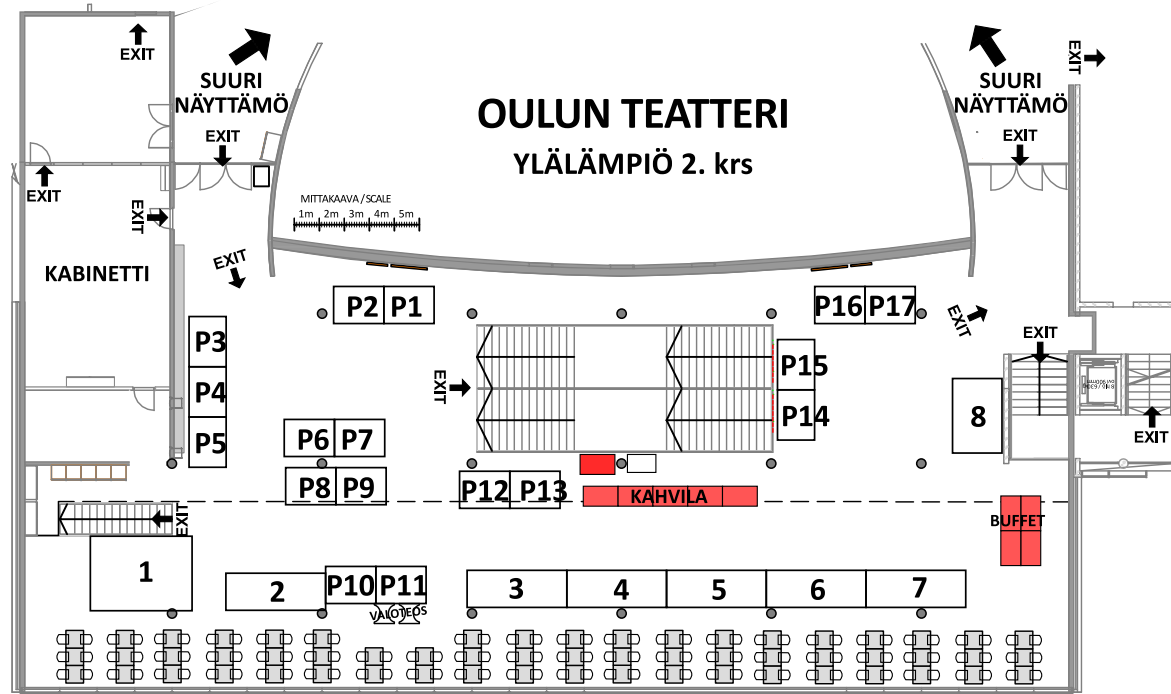 EXIT
EXIT
SUURI
NÄYTTÄMÖ
EXIT
OULUN TEATTERI
YLÄLÄMPIÖ 2. krs
SUURI
NÄYTTÄMÖ
EXIT
EXIT
EXIT
MITTAKAAVA/SCALE
1m 2m 3m 4m 5m
KABINETTI
EXIT
EXIT
P2 P1
P16 P17
EXIT
EXIT
P3
P4
P5
EXIT
P15
P14
8
EXIT
P6 P7
P8 P9
P12 P13
KAHVILA
BUFFET
EXIT
1
2
P10 P11
VALOTEOS
3 4 5 6 7